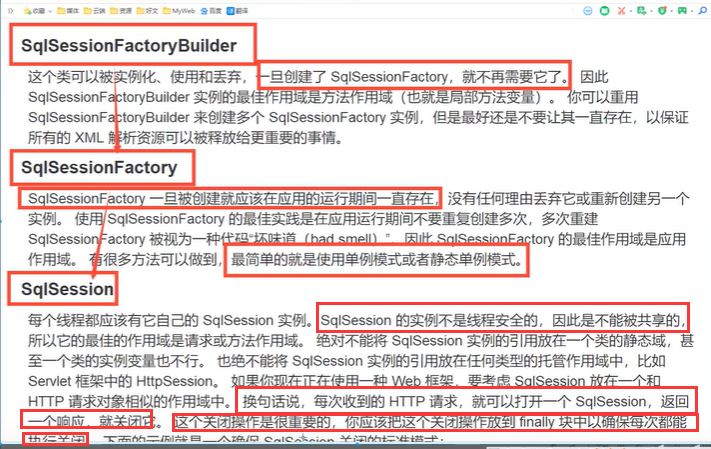 收藏 媒体 云端 资源 好文 MyWeb 百度 翻译
SqlSessionFactoryBuilder
这个类可以被实例化、使用和丢弃，一旦创建了 SqlSessionFactory，就不再需要它了。 因此
SqlSessionFactoryBuilder 实例的最佳作用域是方法作用域（也就是局部方法变量）。 你可以重用
SqlSessionFactoryBuilder 来创建多个 SqlSessionFactory 实例，但是最好还是不要让其一直存在，以保证
所有的 XML 解析资源可以被释放给更重要的事情。
SqlSessionFactory
SqlSessionFactory 一旦被创建就应该在应用的运行期间一直存在，没有任何理由丢弃它或重新创建另一个
实例。 使用 SqlSessionFactory 的最佳实践是在应用运行期间不要重复创建多次，多次重建
SqlSessionFactory 被视为一种代码“坏味道（bad smell）”。因此 SqlSessionFactory 的最佳作用域是应用
作用域。 有很多方法可以做到，最简单的就是使用单例模式或者静态单例模式。
SqlSession
每个线程都应该有它自己的 SqlSession 实例。SqlSession 的实例不是线程安全的，因此是不能被共享的，
所以它的最佳的作用域是请求或方法作用域。 绝对不能将 SqlSession 实例的引用放在一个类的静态域，甚
至一个类的实例变量也不行。 也绝不能将 SqlSession 实例的引用放在任何类型的托管作用域中，比如
Servlet 框架中的 HttpSession。 如果你现在正在使用一种 Web 框架，要考虑 SqlSession 放在一个和
HTTP 请求对象相似的作用域中。 换句话说，每次收到的 HTTP 请求，就可以打开一个 SqlSession，返回
一个响应，就关闭它。 这个关闭操作是很重要的，你应该把这个关闭操作放到 finally 块中以确保每次都能
执行关闭。 下面的示例就是一个确保 SqlSession 关闭的标准模式：